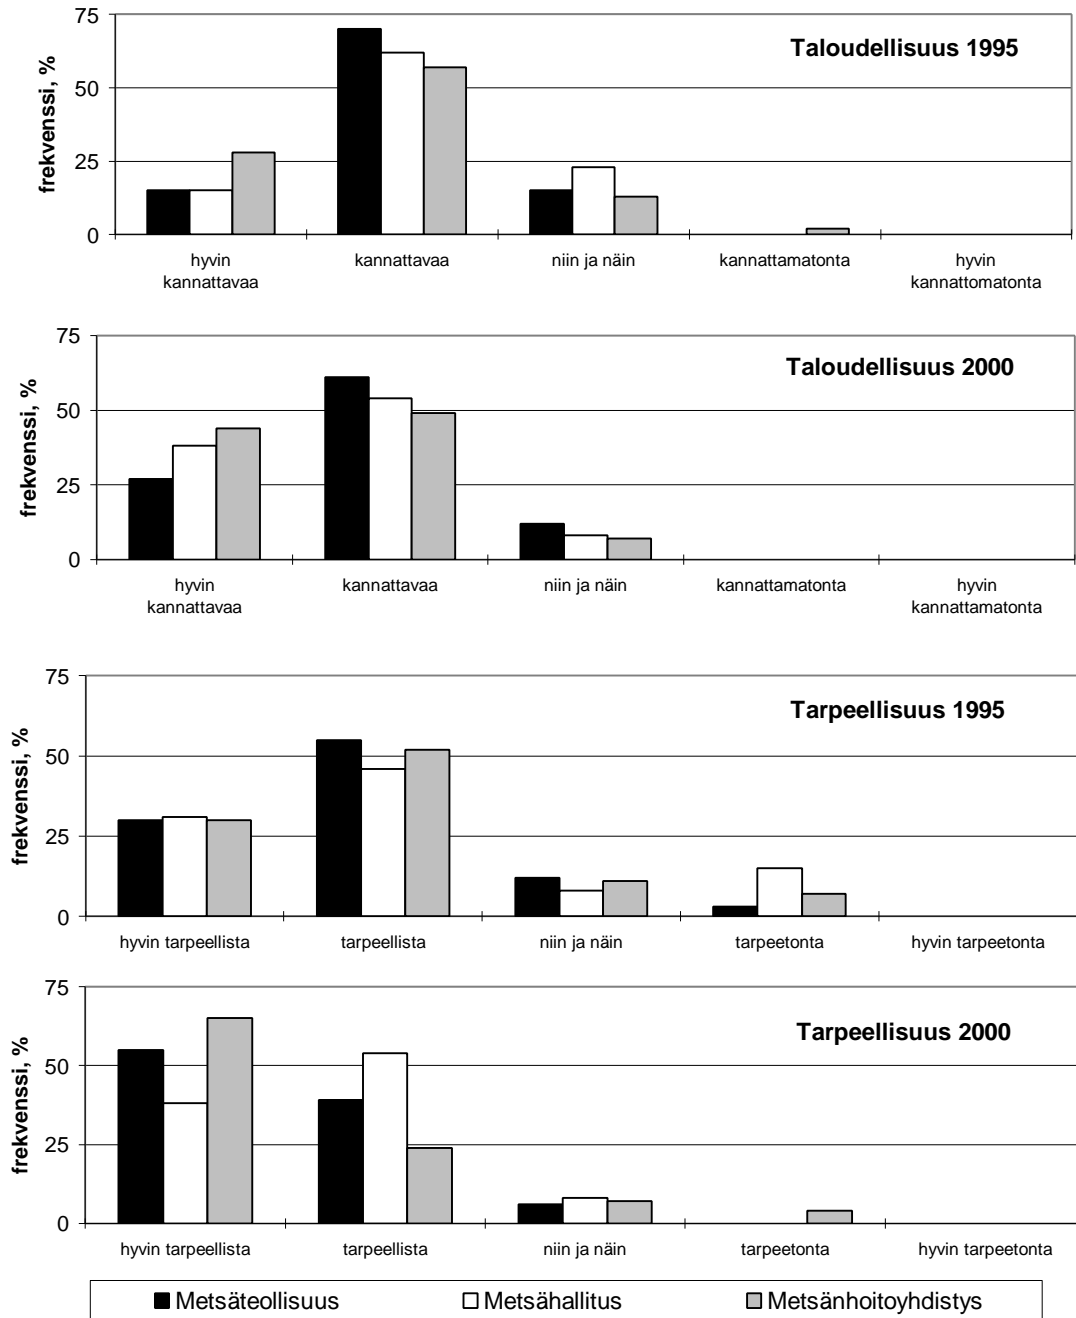 Taloudellisuus 1995
frekvenssi, %
75
50
25
0
hyvin
kannattavaa
kannattavaa
niin ja näin
kannattamatonta
hyvin
kannattomatonta
Taloudellisuus 2000
frekvenssi, %
75
50
25
0
hyvin
kannattavaa
kannattavaa
niin ja näin
kannattamatonta
hyvin
kannattamatonta
Tarpeellisuus 1995
frekvenssi, %
75
50
25
0
hyvin tarpeellista
tarpeellista
niin ja näin
tarpeetonta
hyvin tarpeetonta
Tarpeellisuus 2000
frekvenssi, %
75
50
25
0
hyvin tarpeellista
tarpeellista
niin ja näin
tarpeetonta
hyvin tarpeetonta
Metsäteollisuus
Metsähallitus
Metsänhoitoyhdistys